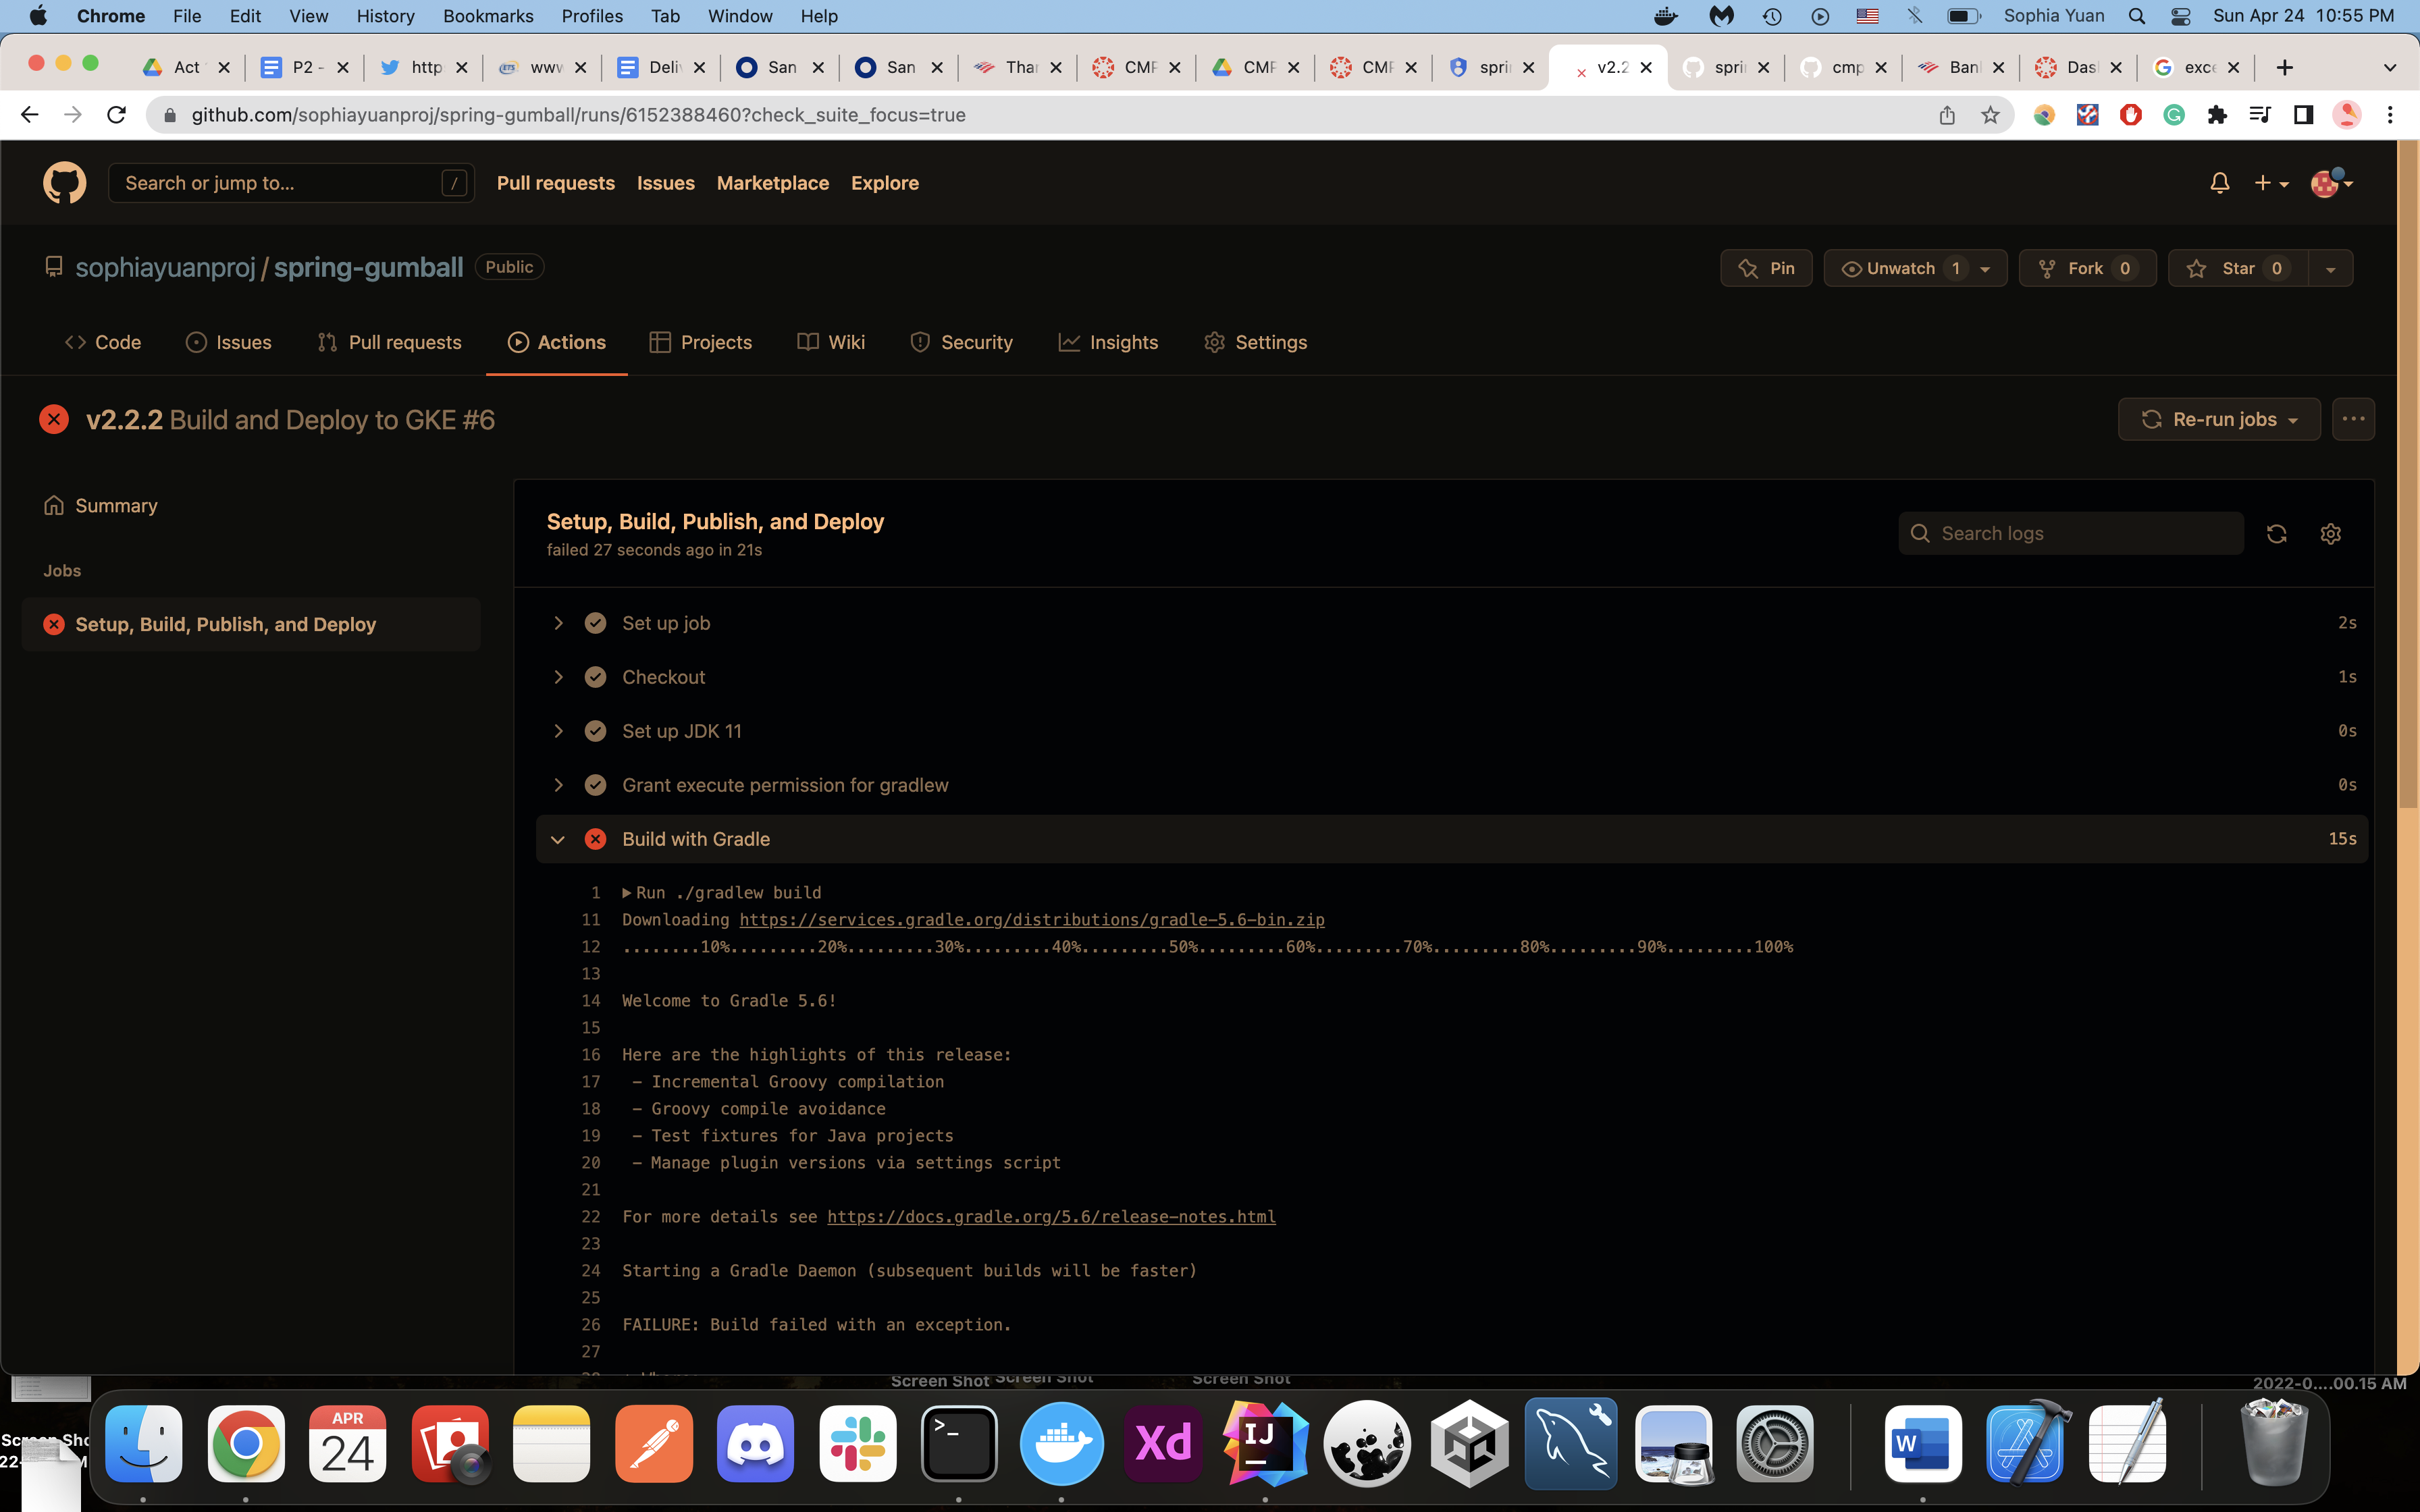 Chrome File Edit View History Bookmarks Profiles Tab Window Help Sophia Yuan Sun Apr 24 10:55 PM
Act P2 - http www Deliv San San Than CMP CMP CMP sprin v2.2 sprin cmp Ban Das exce
github.com/sophiayuanproj/spring-gumball/runs/6152388460?check_suite_focus=true
Search or jump to... / Pull requests Issues Marketplace Explore
sophiayuanproj / spring-gumball Public Pin Unwatch 1 Fork 0 Star 0
Code Issues Pull requests Actions Projects Wiki Security Insights Settings
v2.2.2 Build and Deploy to GKE #6 Re-run jobs
Summary
Jobs
Setup, Build, Publish, and Deploy
Setup, Build, Publish, and Deploy
failed 27 seconds ago in 21s
Search logs
Set up job 2s
Checkout 1s
Set up JDK 11 0s
Grant execute permission for gradlew 0s
Build with Gradle 15s
1 Run ./gradlew build
11 Downloading https://services.gradle.org/distributions/gradle-5.6-bin.zip
12 ........10%.........20%.........30%.........40%.........50%.........60%.........70%.........80%.........90%.........100%
13
14 Welcome to Gradle 5.6!
15
16 Here are the highlights of this release:
17 - Incremental Groovy compilation
18 - Groovy compile avoidance
19 - Test fixtures for Java projects
20 - Manage plugin versions via settings script
21
22 For more details see https://docs.gradle.org/5.6/release-notes.html
23
24 Starting a Gradle Daemon (subsequent builds will be faster)
25
26 FAILURE: Build failed with an exception.
27
Screen Shot Screen Shot Screen Shot 2022-0....00.15 AM
APR
24
Xd
IJ
W